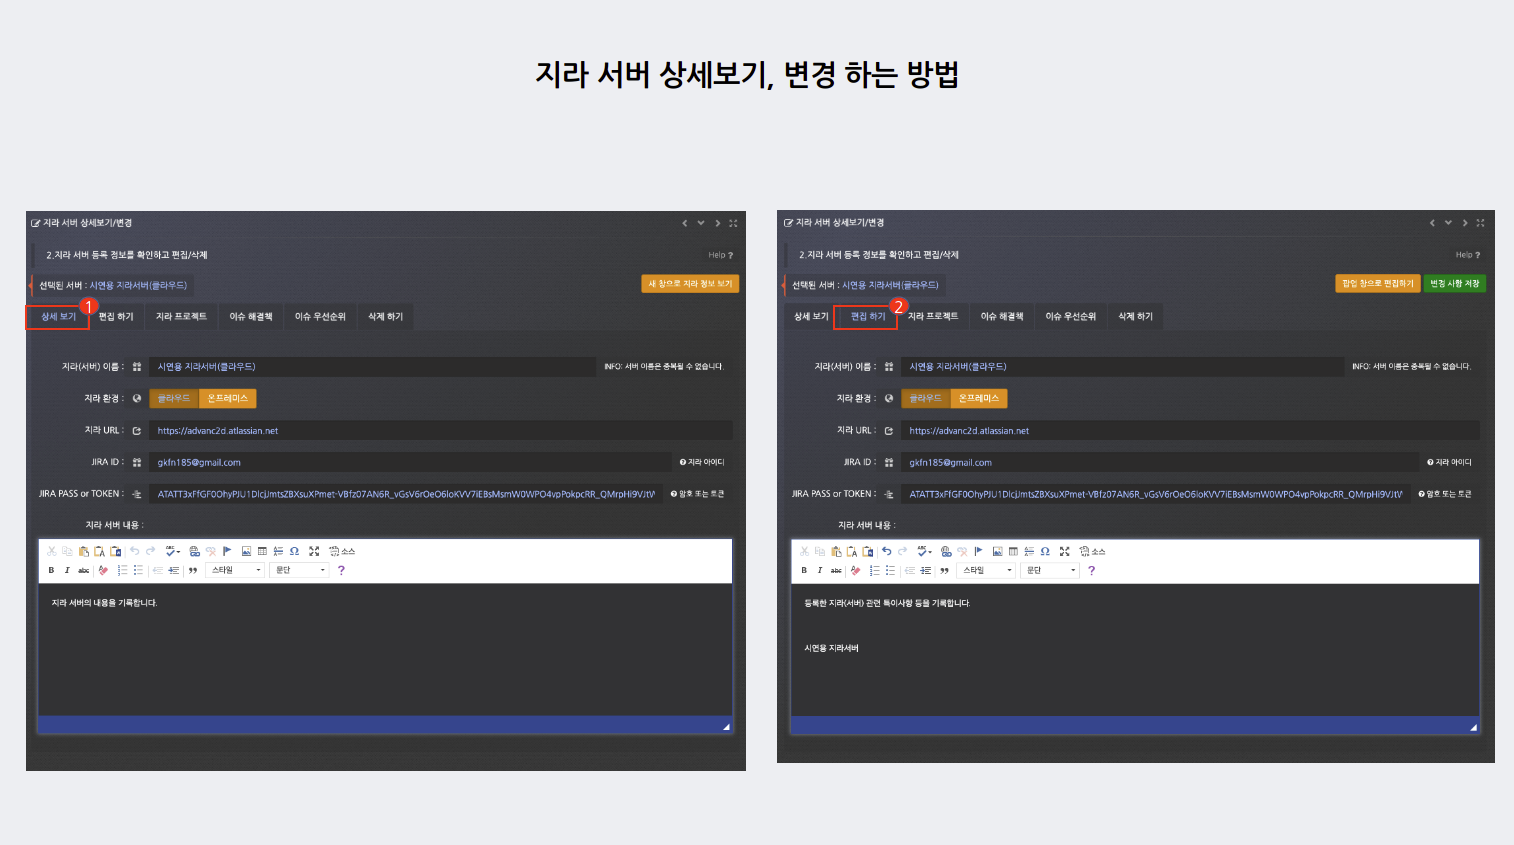 지라 서버 상세보기, 변경 하는 방법
지라 서버 상세보기/변경
2.지라 서버 등록 정보를 확인하고 편집/삭제
Help ?
선택된 서버 : 시연용 지라서버(클라우드)
새 창으로 지라 정보 보기
1
상세 보기 편집 하기 지라 프로젝트 이슈 해결책 이슈 우선순위 삭제 하기
지라(서버) 이름 : 시연용 지라서버(클라우드) INFO: 서버 이름은 중복될 수 없습니다.
지라 환경 : 클라우드 온프레미스
지라 URL : https://advanc2d.atlassian.net
JIRA ID : gkfn185@gmail.com ? 지라 아이디
JIRA PASS or TOKEN : ? 암호 또는 토큰
지라 서버 내용 :
소스
B I abc 스타일 문단 ?
지라 서버의 내용을 기록합니다.
지라 서버 상세보기/변경
2.지라 서버 등록 정보를 확인하고 편집/삭제
Help ?
선택된 서버 : 시연용 지라서버(클라우드)
팝업 창으로 편집하기 변경 사항 저장
2
상세 보기 편집 하기 지라 프로젝트 이슈 해결책 이슈 우선순위 삭제 하기
지라(서버) 이름 : 시연용 지라서버(클라우드) INFO: 서버 이름은 중복될 수 없습니다.
지라 환경 : 클라우드 온프레미스
지라 URL : https://advanc2d.atlassian.net
JIRA ID : gkfn185@gmail.com ? 지라 아이디
JIRA PASS or TOKEN : ? 암호 또는 토큰
지라 서버 내용 :
소스
B I abc 스타일 문단 ?
등록한 지라(서버) 관련 특이사항 등을 기록합니다.
시연용 지라서버